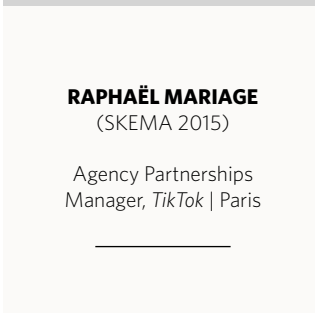 RAPHAËL MARIAGE
(SKEMA 2015)
Agency Partnerships
Manager, TikTok | Paris